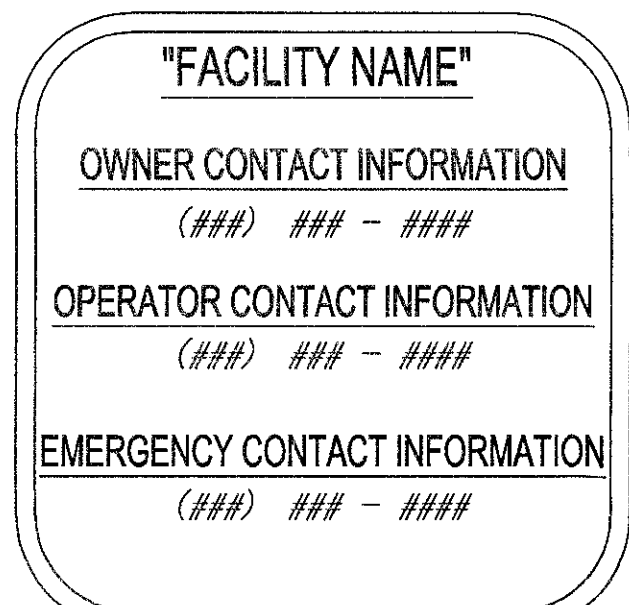 "FACILITY NAME"
OWNER CONTACT INFORMATION
(###) ### - ####
OPERATOR CONTACT INFORMATION
(###) ### - ####
EMERGENCY CONTACT INFORMATION
(###) ### - ####